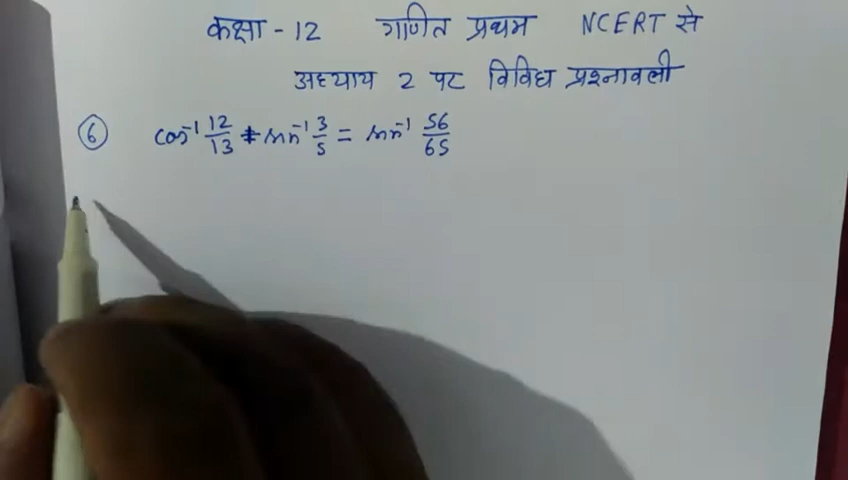 कक्षा - 12 गणित प्रथम NCERT से
अध्याय 2 पर विविध प्रश्नावली
6 cos⁻¹ 12/13 + sin⁻¹ 3/5 = sin⁻¹ 56/65